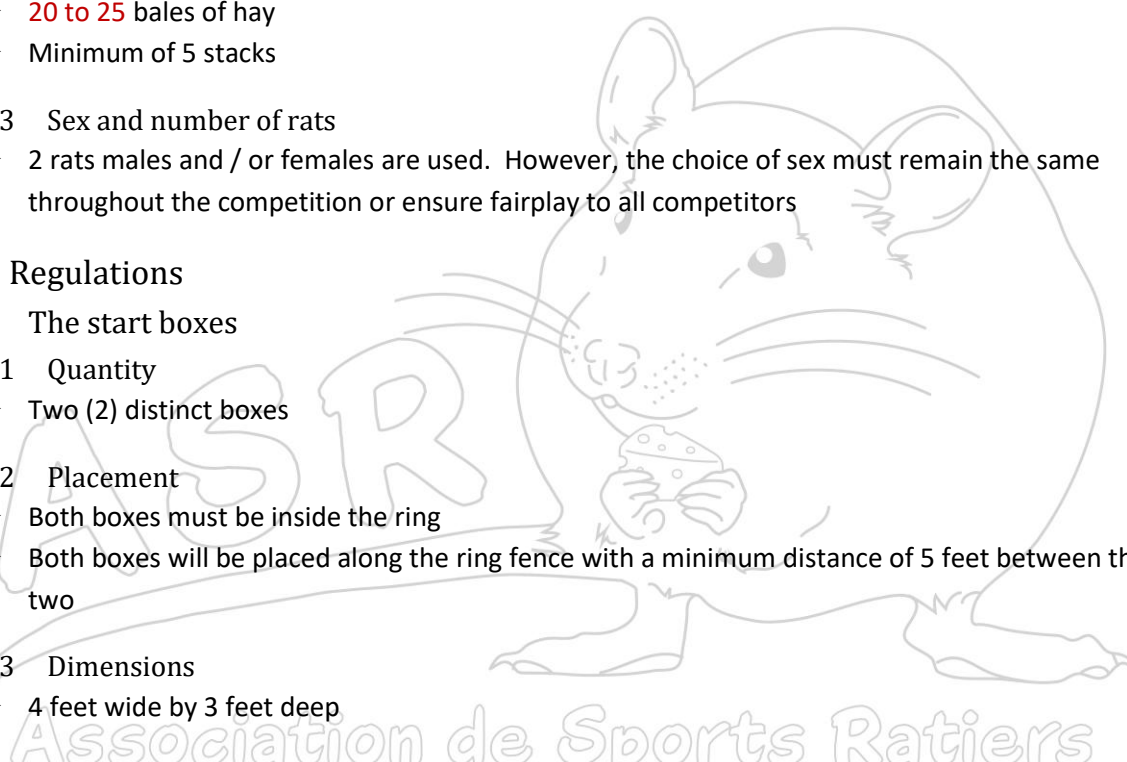 20 to 25 bales of hay
Minimum of 5 stacks
3 Sex and number of rats
2 rats males and / or females are used. However, the choice of sex must remain the same
throughout the competition or ensure fairplay to all competitors
Regulations
The start boxes
1 Quantity
Two (2) distinct boxes
2 Placement
Both boxes must be inside the ring
Both boxes will be placed along the ring fence with a minimum distance of 5 feet between th
two
3 Dimensions
4 feet wide by 3 feet deep
ASR
Association de Sports Ratiers